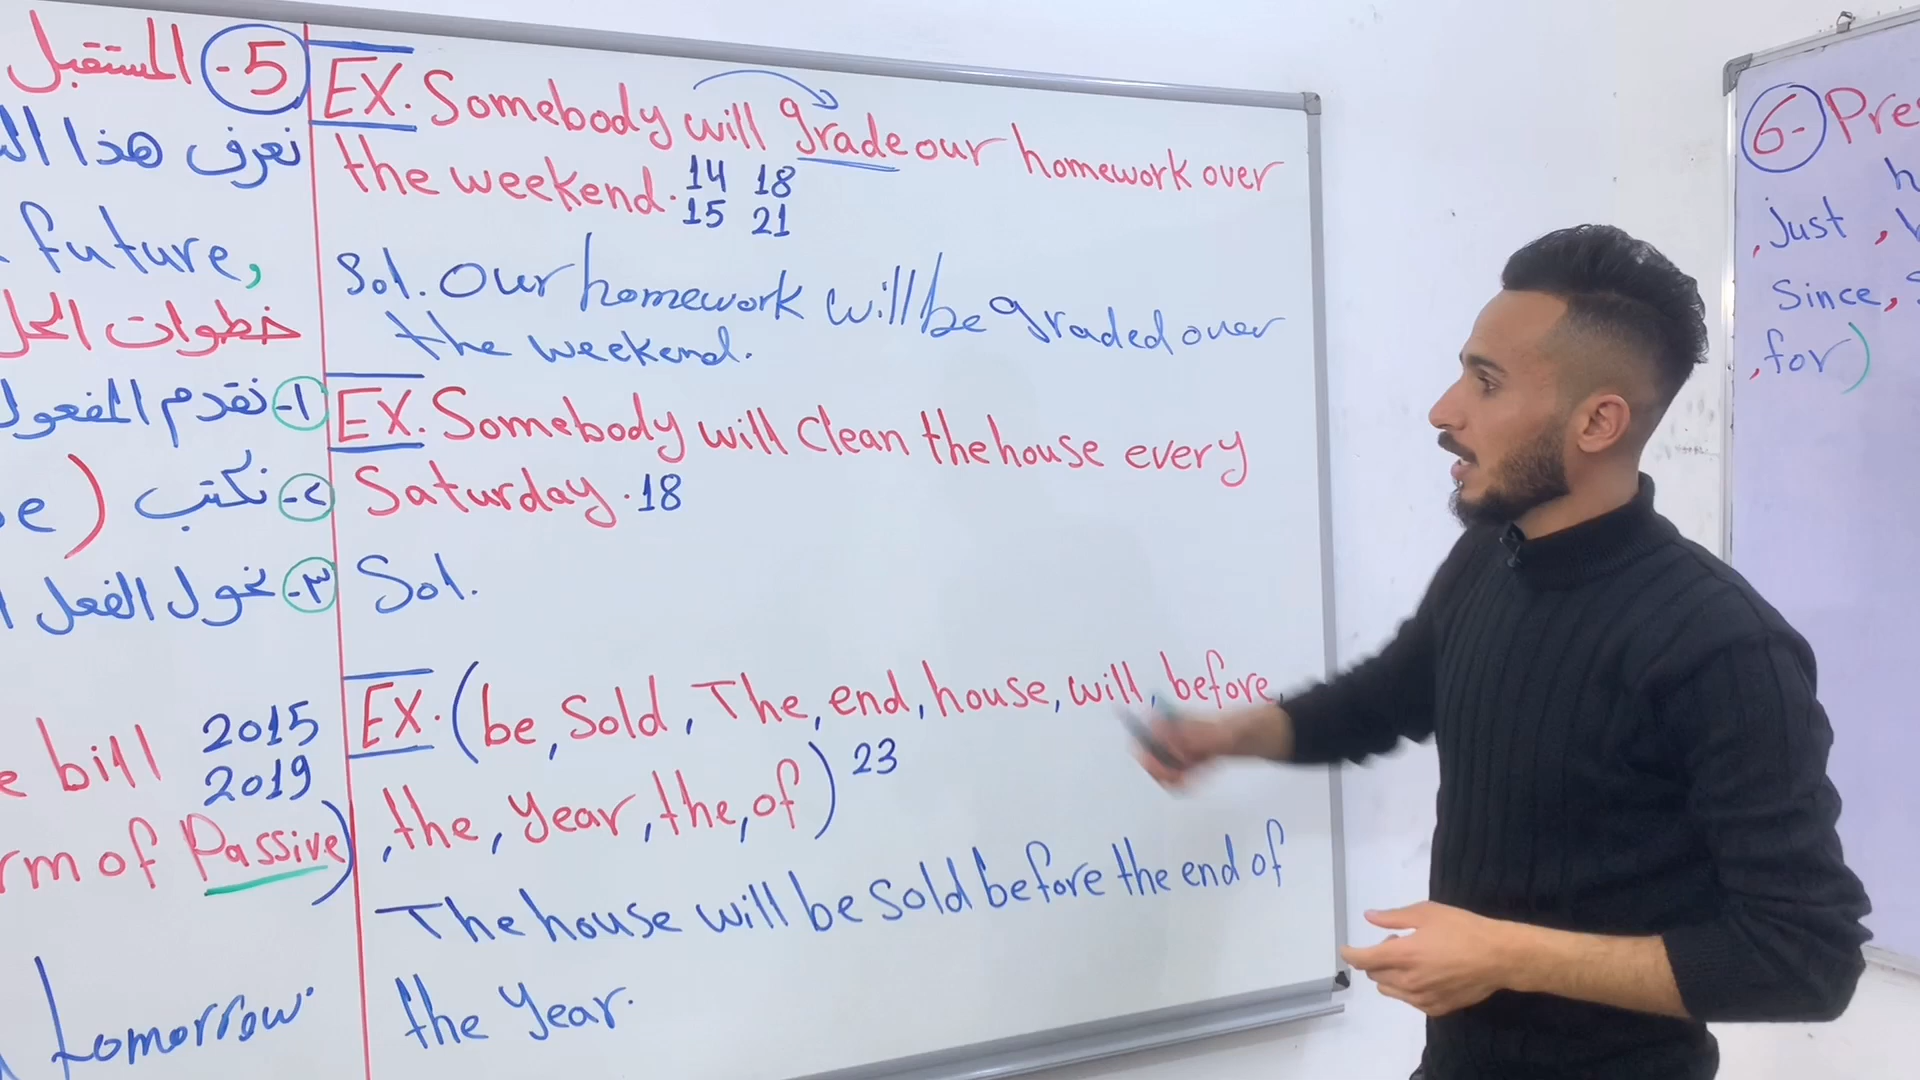 5- المستقبل
نعرف هذا
future,
خطوات الحل
١- نقدم المفعول
٢- نكتب (
٣- نحول الفعل
bill 2015
2019
of Passive)
tomorrow.
EX. Somebody will grade our homework over
the weekend. 14 18
15 21
Sol. Our homework will be graded over
the weekend.
EX. Somebody will clean the house every
Saturday. 18
Sol.
EX. (be, Sold, The, end, house, will, before,
, the, year, the, of) 23
The house will be sold before the end of
the year.
6- Pre
, just,
Since,
, for)